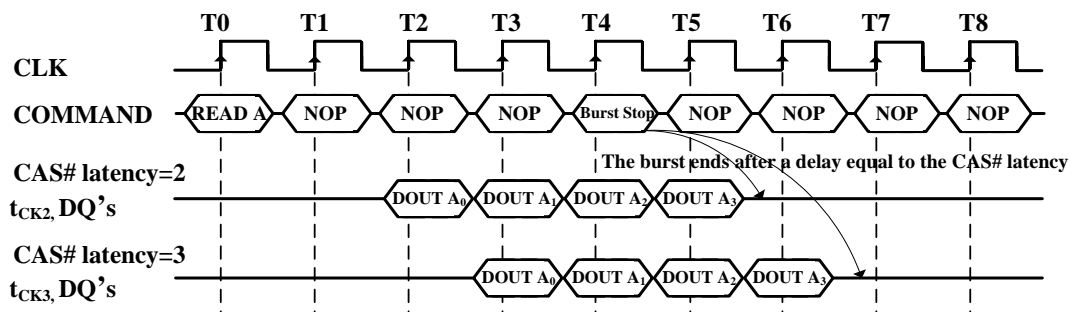 T0 T1 T2 T3 T4 T5 T6 T7 T8
CLK
COMMAND READ A NOP NOP NOP Burst Stop NOP NOP NOP NOP
The burst ends after a delay equal to the CAS# latency
CAS# latency=2
tCK2, DQ's DOUT A0 DOUT A1 DOUT A2 DOUT A3
CAS# latency=3
tCK3, DQ's DOUT A0 DOUT A1 DOUT A2 DOUT A3